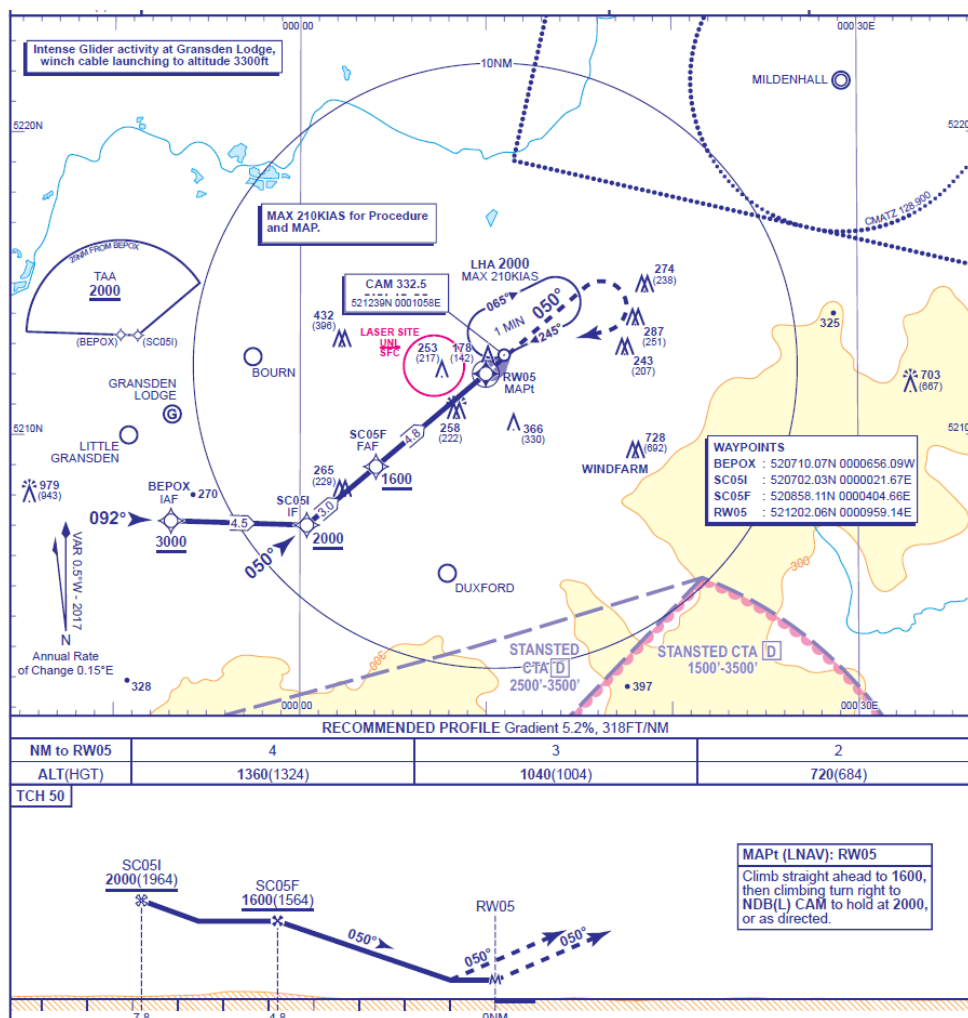 000 00
000 30E
Intense Glider activity at Gransden Lodge,
winch cable launching to altitude 3300ft
10NM
MILDENHALL
5220N
5220
CMATZ 128.900
MAX 210KIAS for Procedure
and MAP.
25NM FROM BEPOX
TAA
2000
(BEPOX)
(SC05I)
LHA 2000
MAX 210KIAS
CAM 332.5
521239N 0001058E
065°
050°
1 MIN
245°
274
(238)
287
(251)
243
(207)
325
432
(396)
LASER SITE
UNL
SFC
253
(217)
178
(142)
RW05
MAPt
BOURN
703
(667)
GRANSDEN
LODGE
G
LITTLE
GRANSDEN
258
(222)
366
(330)
4.8
5210N
5210
SC05F
FAF
1600
728
(692)
WINDFARM
WAYPOINTS
BEPOX : 520710.07N 0000656.09W
SC05I : 520702.03N 0000021.67E
SC05F : 520858.11N 0000404.66E
RW05 : 521202.06N 0000959.14E
979
(943)
BEPOX
IAF
270
265
(229)
SC05I
IF
3.0
092°
4.5
3000
2000
050°
DUXFORD
300
VAR 0.5°W - 2017
N
Annual Rate
of Change 0.15°E
328
300
STANSTED
CTA D
2500'-3500'
STANSTED CTA D
1500'-3500'
397
000 00
000 30E
RECOMMENDED PROFILE Gradient 5.2%, 318FT/NM
NM to RW05 4 3 2
ALT(HGT) 1360(1324) 1040(1004) 720(684)
TCH 50
SC05I
2000(1964)
SC05F
1600(1564)
RW05
050°
050°
050°
MAPt (LNAV): RW05
Climb straight ahead to 1600,
then climbing turn right to
NDB(L) CAM to hold at 2000,
or as directed.
7.8
4.8
0NM